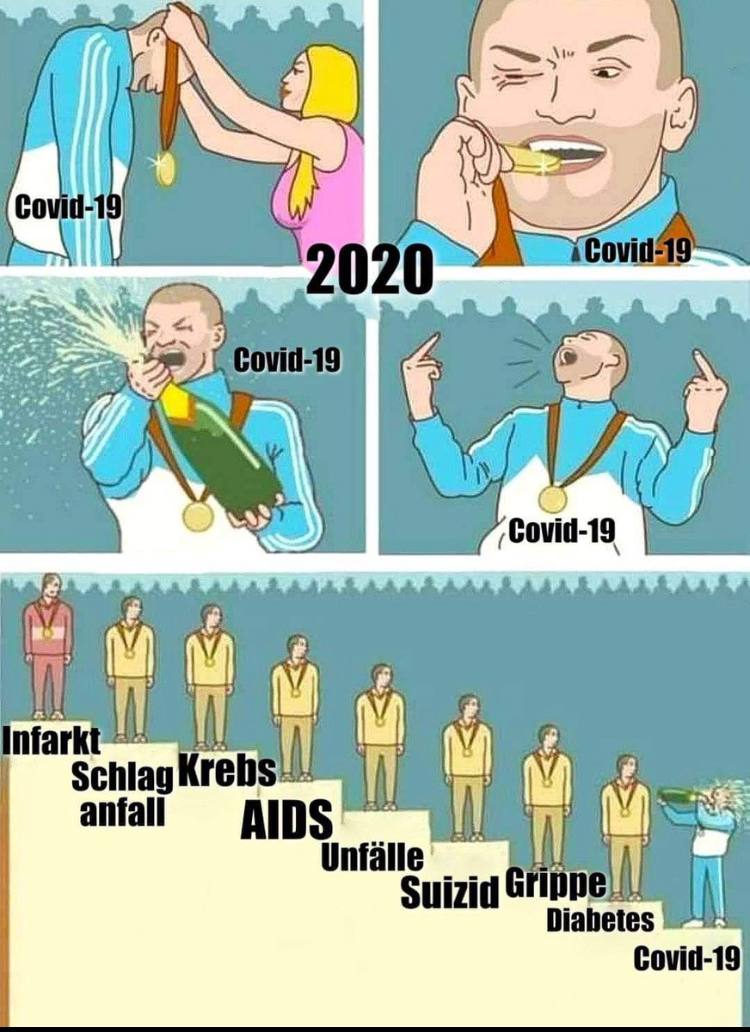 Covid-19
Covid-19
2020
Covid-19
Covid-19
Infarkt
Schlag
anfall
Krebs
AIDS
Unfälle
Suizid
Grippe
Diabetes
Covid-19